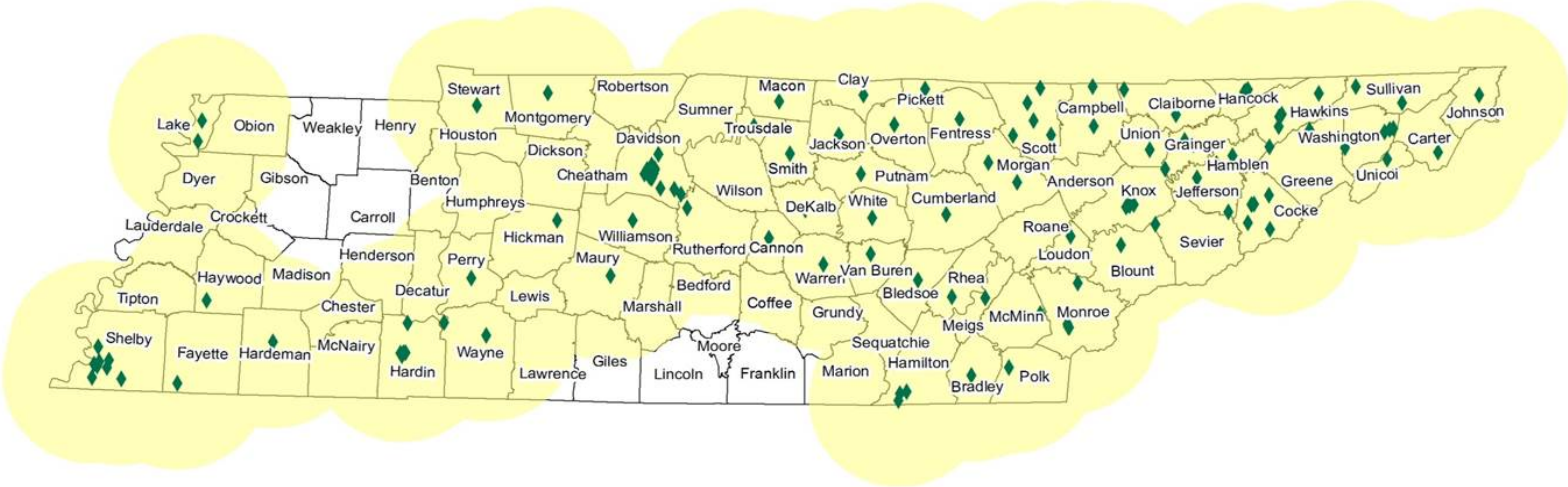 Lake
Obion
Weakley
Henry
Stewart
Montgomery
Robertson
Sumner
Macon
Clay
Pickett
Scott
Campbell
Claiborne
Hancock
Hawkins
Sullivan
Johnson
Houston
Dickson
Davidson
Trousdale
Jackson
Overton
Fentress
Union
Grainger
Washington
Carter
Dyer
Gibson
Benton
Humphreys
Cheatham
Wilson
Smith
Putnam
Morgan
Anderson
Knox
Hamblen
Jefferson
Greene
Unicoi
Lauderdale
Crockett
Carroll
Hickman
Williamson
Rutherford
Cannon
DeKalb
White
Cumberland
Roane
Loudon
Blount
Sevier
Cocke
Tipton
Haywood
Madison
Henderson
Decatur
Perry
Lewis
Maury
Marshall
Bedford
Coffee
Warren
Van Buren
Bledsoe
Rhea
Meigs
McMinn
Monroe
Shelby
Fayette
Hardeman
Chester
McNairy
Hardin
Wayne
Lawrence
Giles
Lincoln
Moore
Franklin
Grundy
Sequatchie
Marion
Hamilton
Bradley
Polk